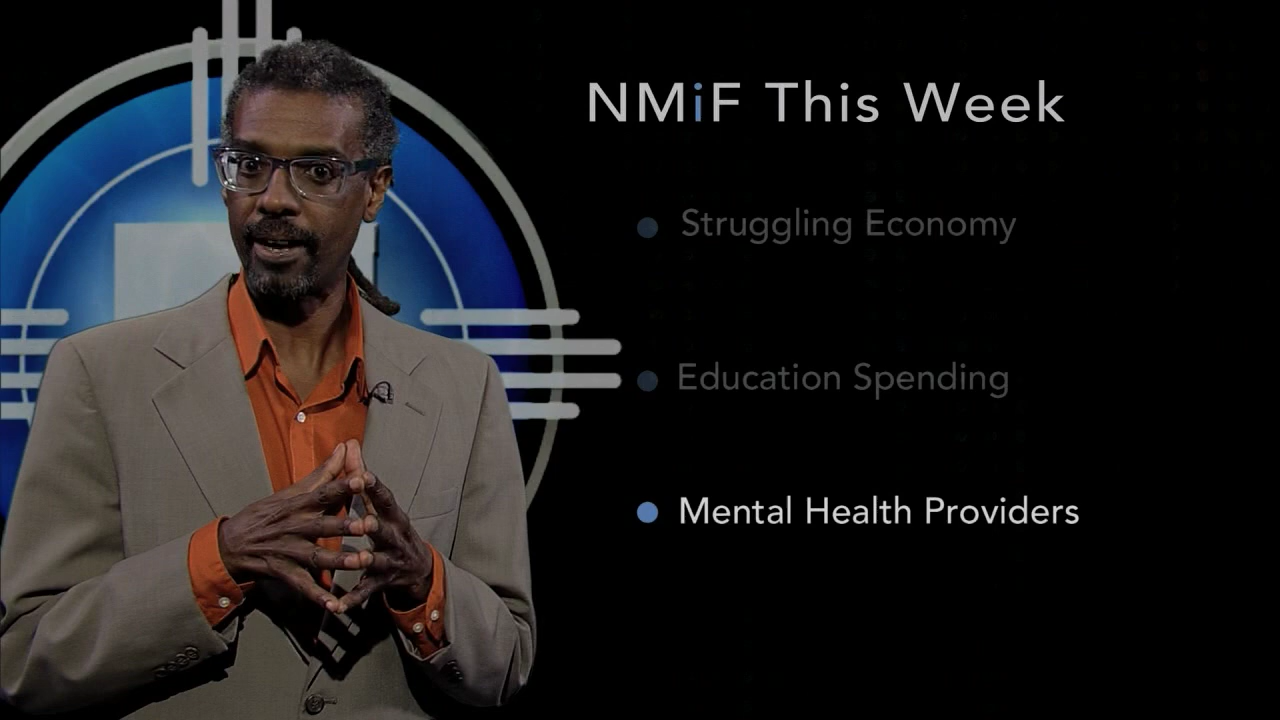 NMiF This Week
Struggling Economy
Education Spending
Mental Health Providers